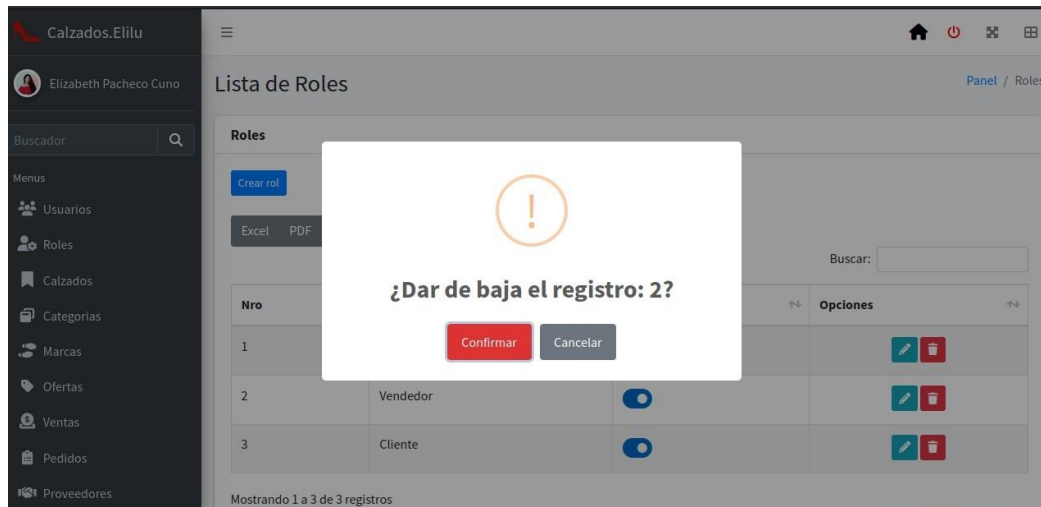 Calzados.Elilu
Elizabeth Pacheco Cuno
Buscador
Menus
Usuarios
Roles
Calzados
Categorias
Marcas
Ofertas
Ventas
Pedidos
Proveedores
Lista de Roles
Panel / Roles
Roles
Crear rol
Excel PDF
Buscar:
Nro Opciones
1
2 Vendedor
3 Cliente
Mostrando 1 a 3 de 3 registros
¿Dar de baja el registro: 2?
Confirmar Cancelar